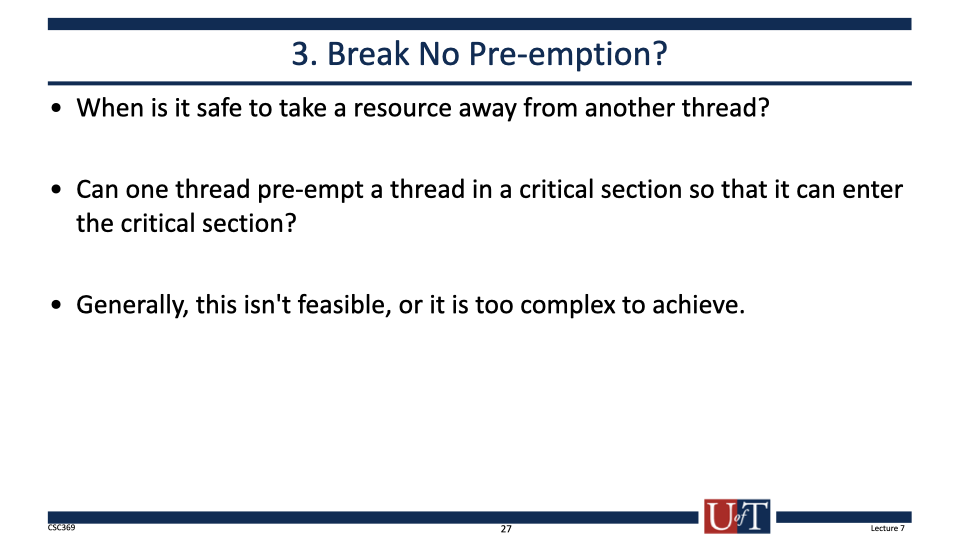 3. Break No Pre-emption?
• When is it safe to take a resource away from another thread?
• Can one thread pre-empt a thread in a critical section so that it can enter
the critical section?
• Generally, this isn't feasible, or it is too complex to achieve.
UofT
CSC369
27
Lecture 7